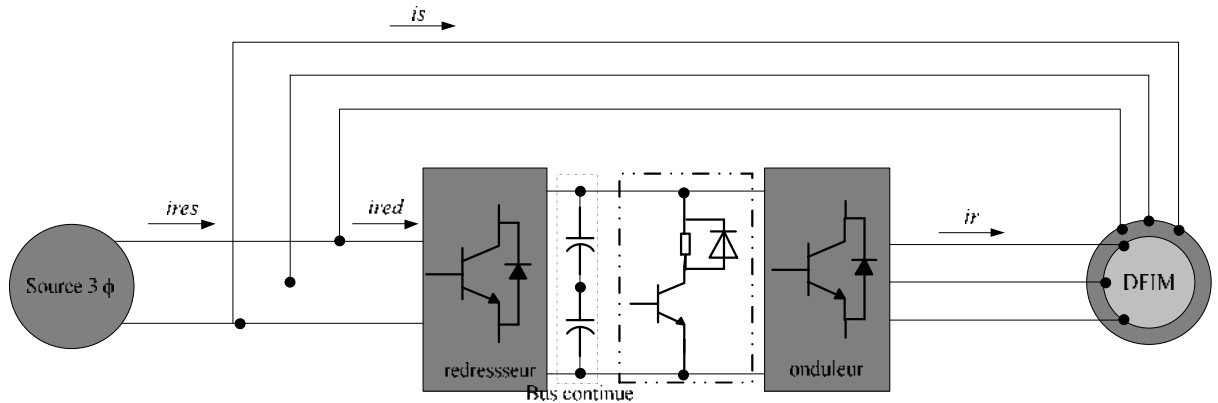 is
ires
ired
ir
Source 3 ϕ
DFIM
redressseur
onduleur
Bus continue